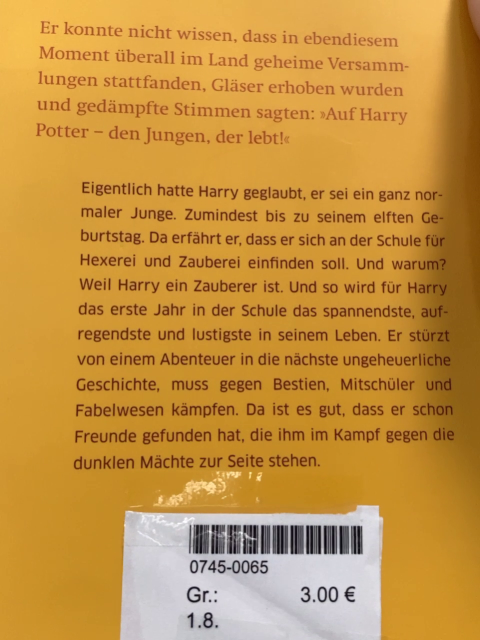 Er konnte nicht wissen, dass in ebendiesem
Moment überall im Land geheime Versamm-
lungen stattfanden, Gläser erhoben wurden
und gedämpfte Stimmen sagten: »Auf Harry
Potter – den Jungen, der lebt!«
Eigentlich hatte Harry geglaubt, er sei ein ganz nor-
maler Junge. Zumindest bis zu seinem elften Ge-
burtstag. Da erfährt er, dass er sich an der Schule für
Hexerei und Zauberei einfinden soll. Und warum?
Weil Harry ein Zauberer ist. Und so wird für Harry
das erste Jahr in der Schule das spannendste, auf-
regendste und lustigste in seinem Leben. Er stürzt
von einem Abenteuer in die nächste ungeheuerliche
Geschichte, muss gegen Bestien, Mitschüler und
Fabelwesen kämpfen. Da ist es gut, dass er schon
Freunde gefunden hat, die ihm im Kampf gegen die
dunklen Mächte zur Seite stehen.
0745-0065
Gr.: 3.00 €
1.8.